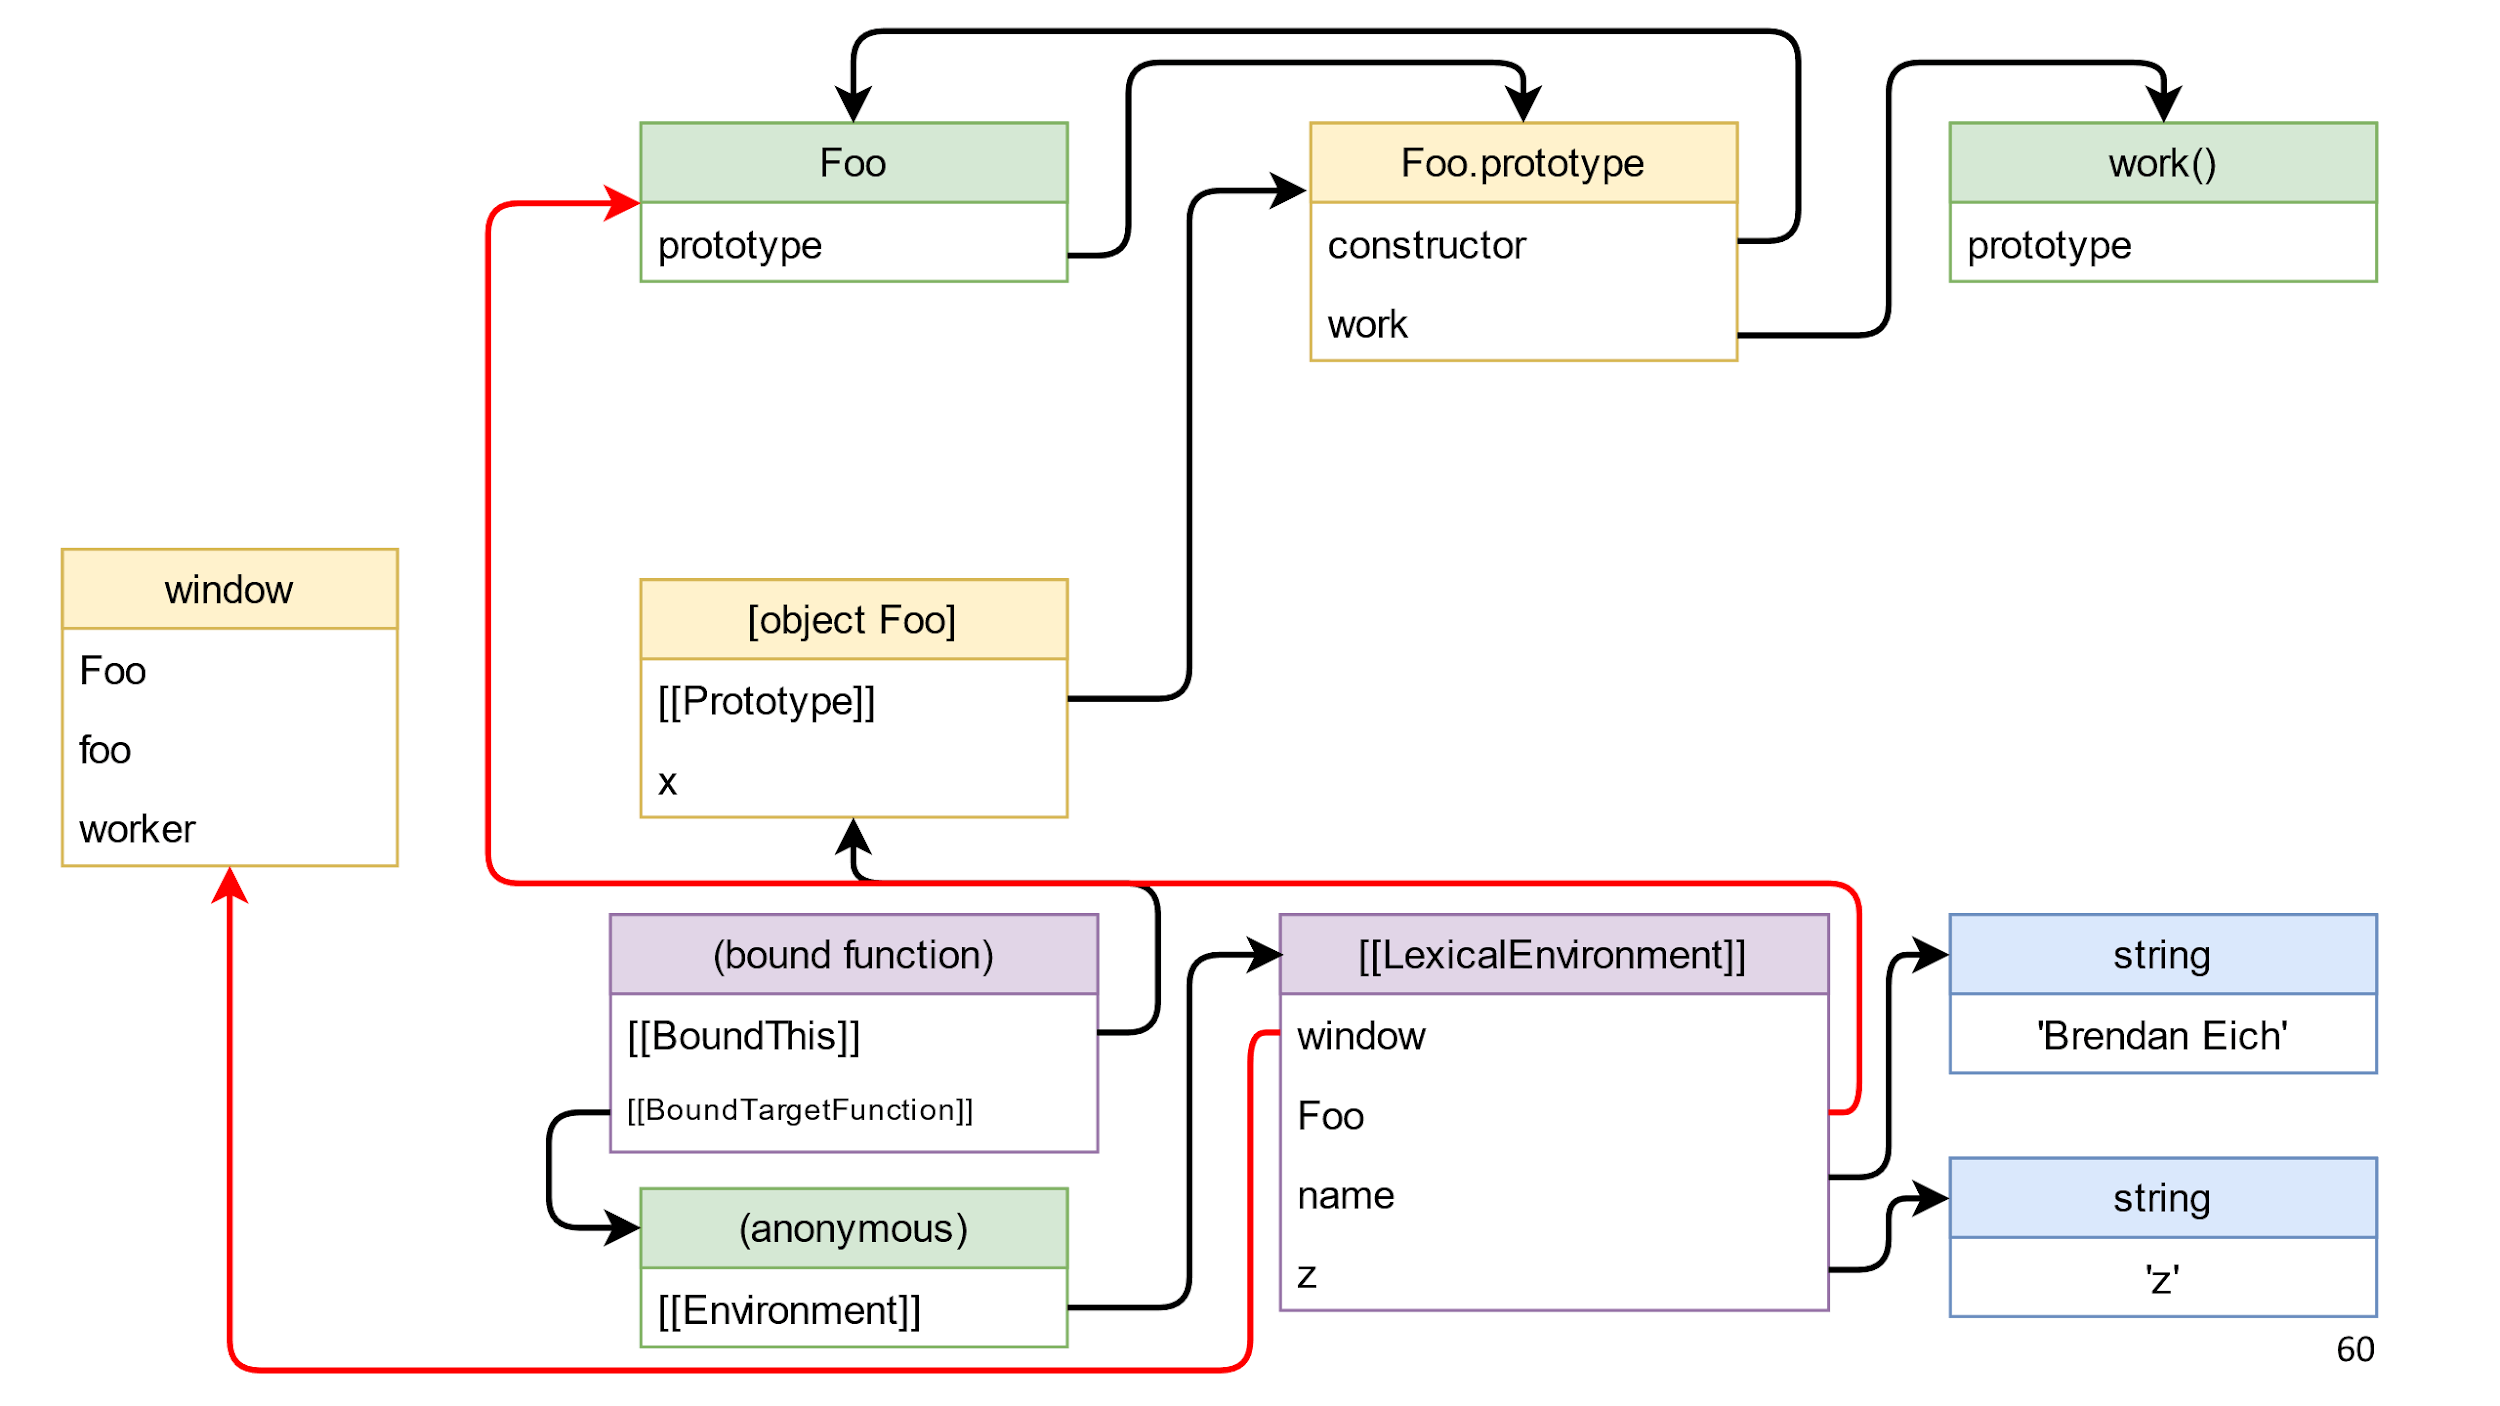 Foo
prototype
Foo.prototype
constructor
work
work()
prototype
window
Foo
foo
worker
[object Foo]
[[Prototype]]
x
(bound function)
[[BoundThis]]
[[BoundTargetFunction]]
(anonymous)
[[Environment]]
[[LexicalEnvironment]]
window
Foo
name
z
string
'Brendan Eich'
string
'z'
60